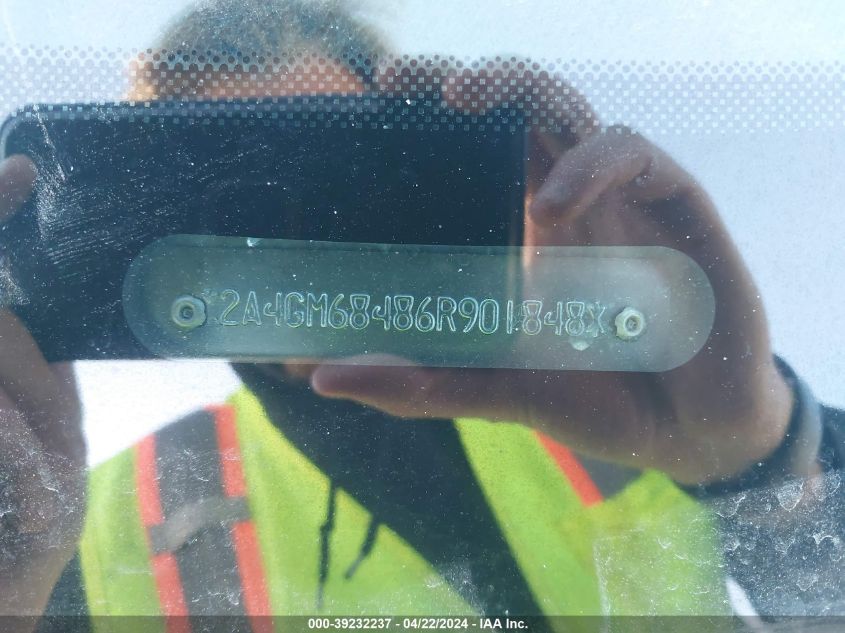 *2A4GM68486R901848*
000-39232237 - 04/22/2024 - IAA Inc.